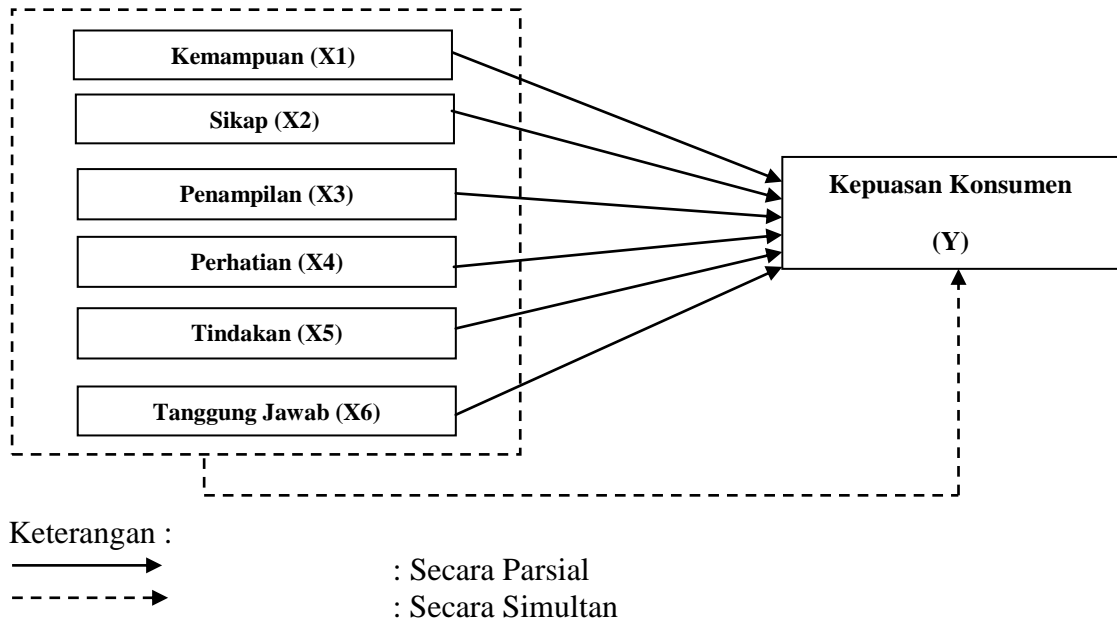 Kemampuan (X1)
Sikap (X2)
Penampilan (X3)
Perhatian (X4)
Tindakan (X5)
Tanggung Jawab (X6)
Kepuasan Konsumen
(Y)
Keterangan :
: Secara Parsial
: Secara Simultan